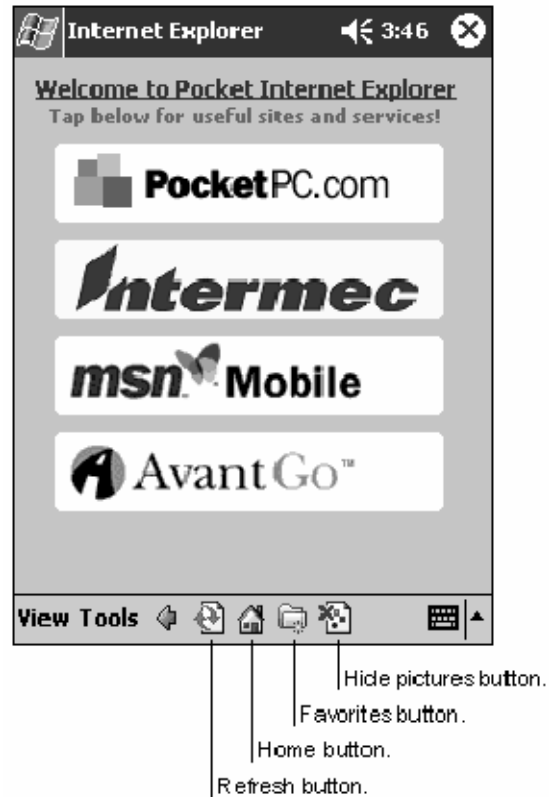 Internet Explorer 3:46
Welcome to Pocket Internet Explorer
Tap below for useful sites and services!
PocketPC.com
Intermec
msn Mobile
AvantGo™
View Tools
Hide pictures button.
Favorites button.
Home button.
Refresh button.